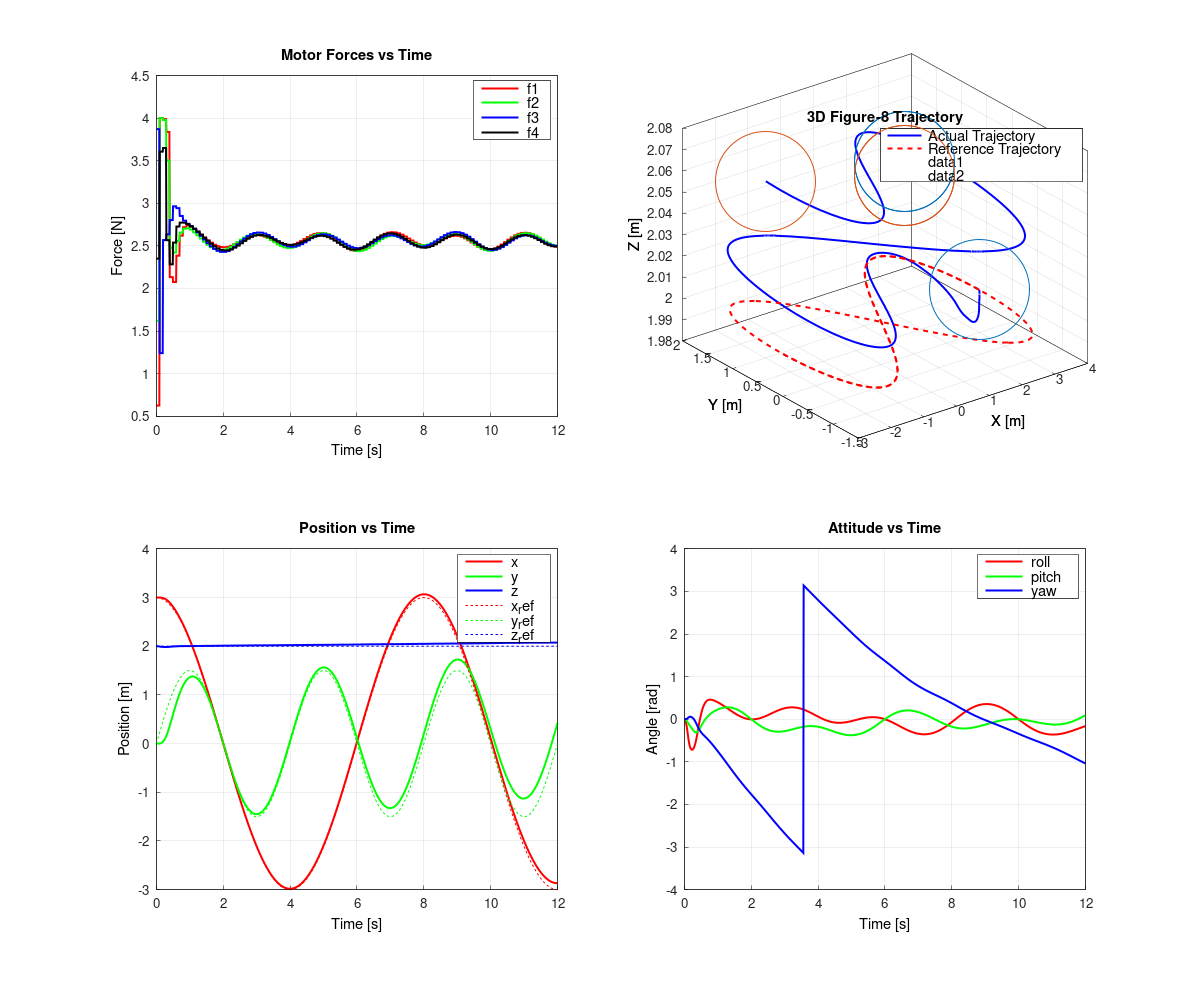 Motor Forces vs Time
4.5
4
3.5
3
2.5
2
1.5
1
0.5
Force [N]
f1
f2
f3
f4
0 2 4 6 8 10 12
Time [s]
3D Figure-8 Trajectory
Actual Trajectory
Reference Trajectory
data1
data2
2.08
2.07
2.06
2.05
2.04
2.03
2.02
2.01
2
1.99
1.98
Z [m]
2
1.5
1
0.5
0
-0.5
-1
-1.5
Y [m]
-3
-2
-1
0
1
2
3
4
X [m]
Position vs Time
4
3
2
1
0
-1
-2
-3
Position [m]
x
y
z
x_ref
y_ref
z_ref
0 2 4 6 8 10 12
Time [s]
Attitude vs Time
4
3
2
1
0
-1
-2
-3
-4
Angle [rad]
roll
pitch
yaw
0 2 4 6 8 10 12
Time [s]